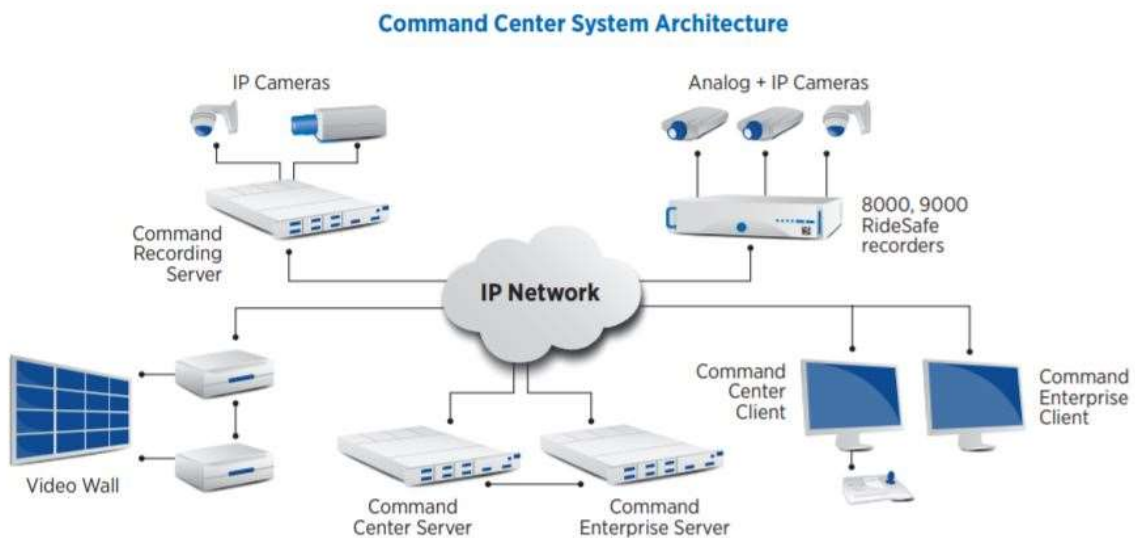 Command Center System Architecture
IP Cameras
Analog + IP Cameras
Command
Recording
Server
8000, 9000
RideSafe
recorders
IP Network
Command
Center
Client
Command
Enterprise
Client
Video Wall
Command
Center Server
Command
Enterprise Server